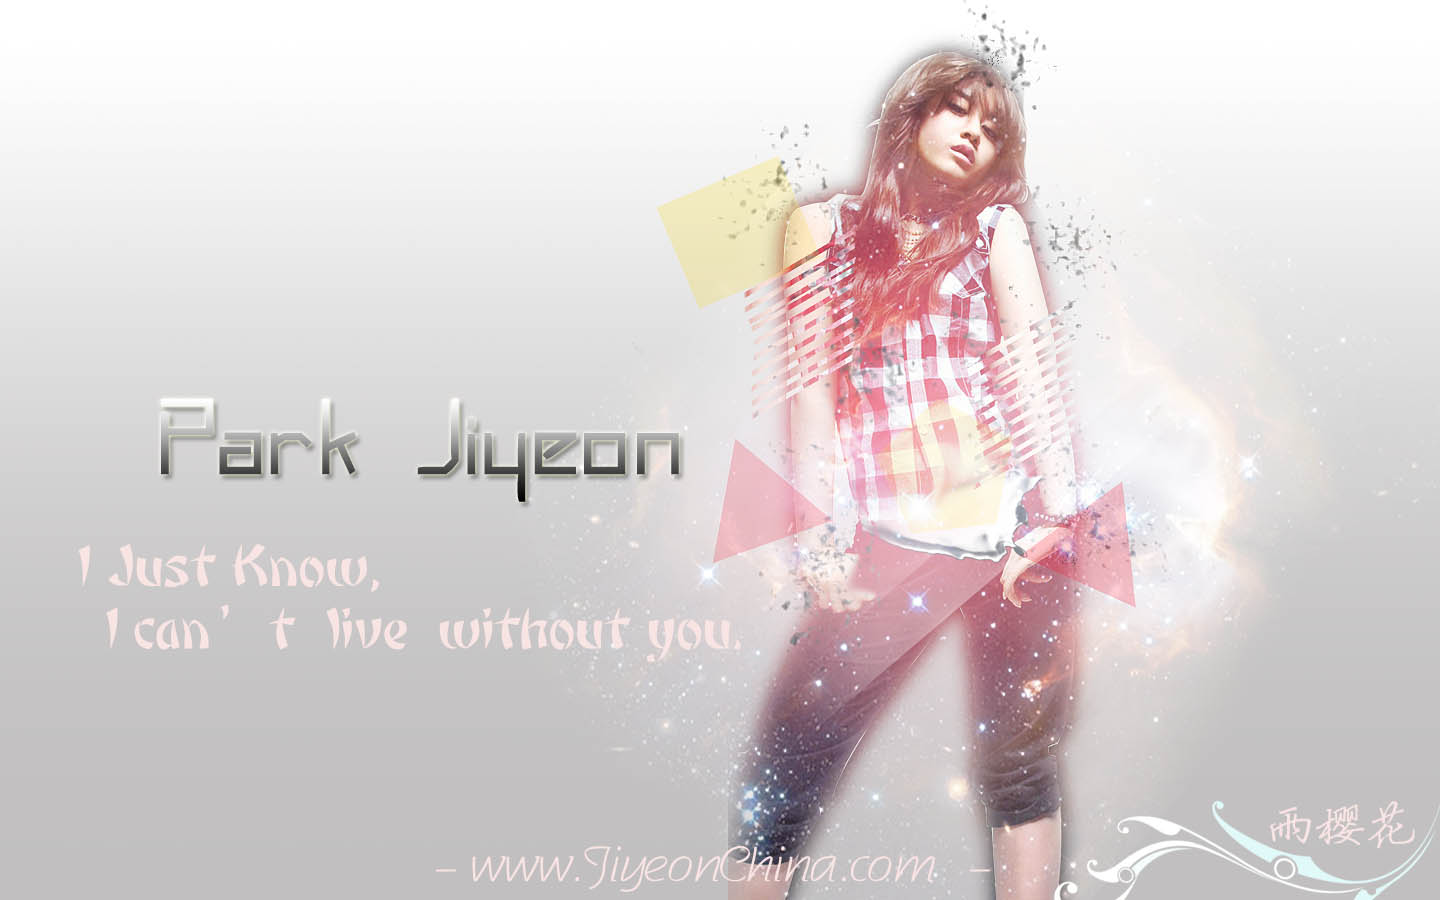 Park Jiyeon
I Just Know,
I can't live without you.
雨樱花
- www.JiyeonChina.com -